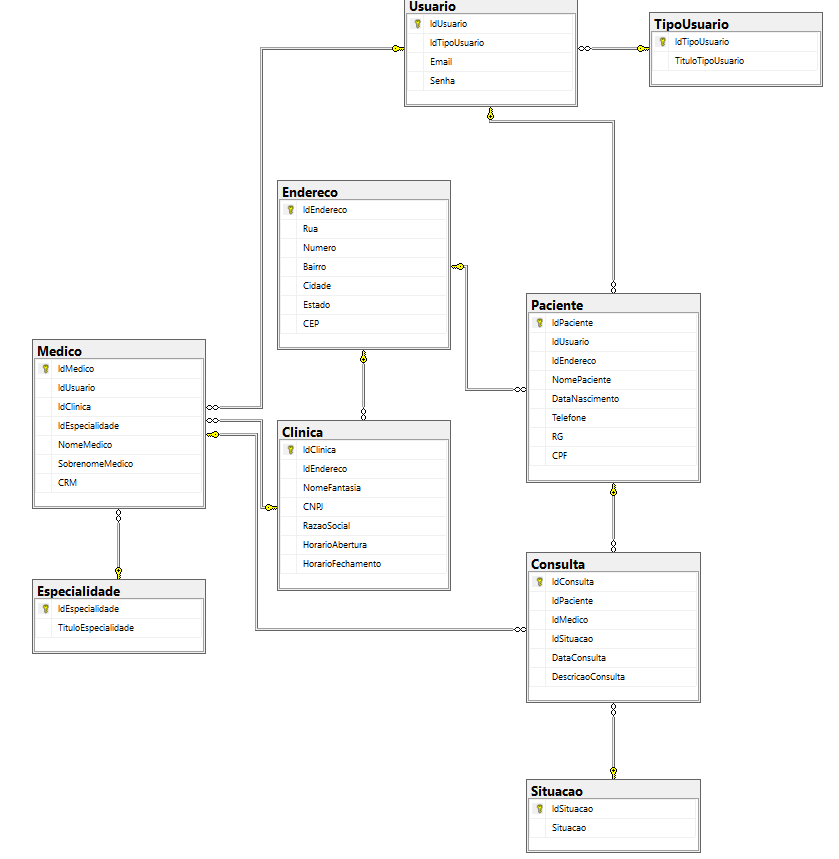 Usuario
IdUsuario
IdTipoUsuario
Email
Senha
TipoUsuario
IdTipoUsuario
TituloTipoUsuario
Endereco
IdEndereco
Rua
Numero
Bairro
Cidade
Estado
CEP
Paciente
IdPaciente
IdUsuario
IdEndereco
NomePaciente
DataNascimento
Telefone
RG
CPF
Medico
IdMedico
IdUsuario
IdClinica
IdEspecialidade
NomeMedico
SobrenomeMedico
CRM
Clinica
IdClinica
IdEndereco
NomeFantasia
CNPJ
RazaoSocial
HorarioAbertura
HorarioFechamento
Especialidade
IdEspecialidade
TituloEspecialidade
Consulta
IdConsulta
IdPaciente
IdMedico
IdSituacao
DataConsulta
DescricaoConsulta
Situacao
IdSituacao
Situacao